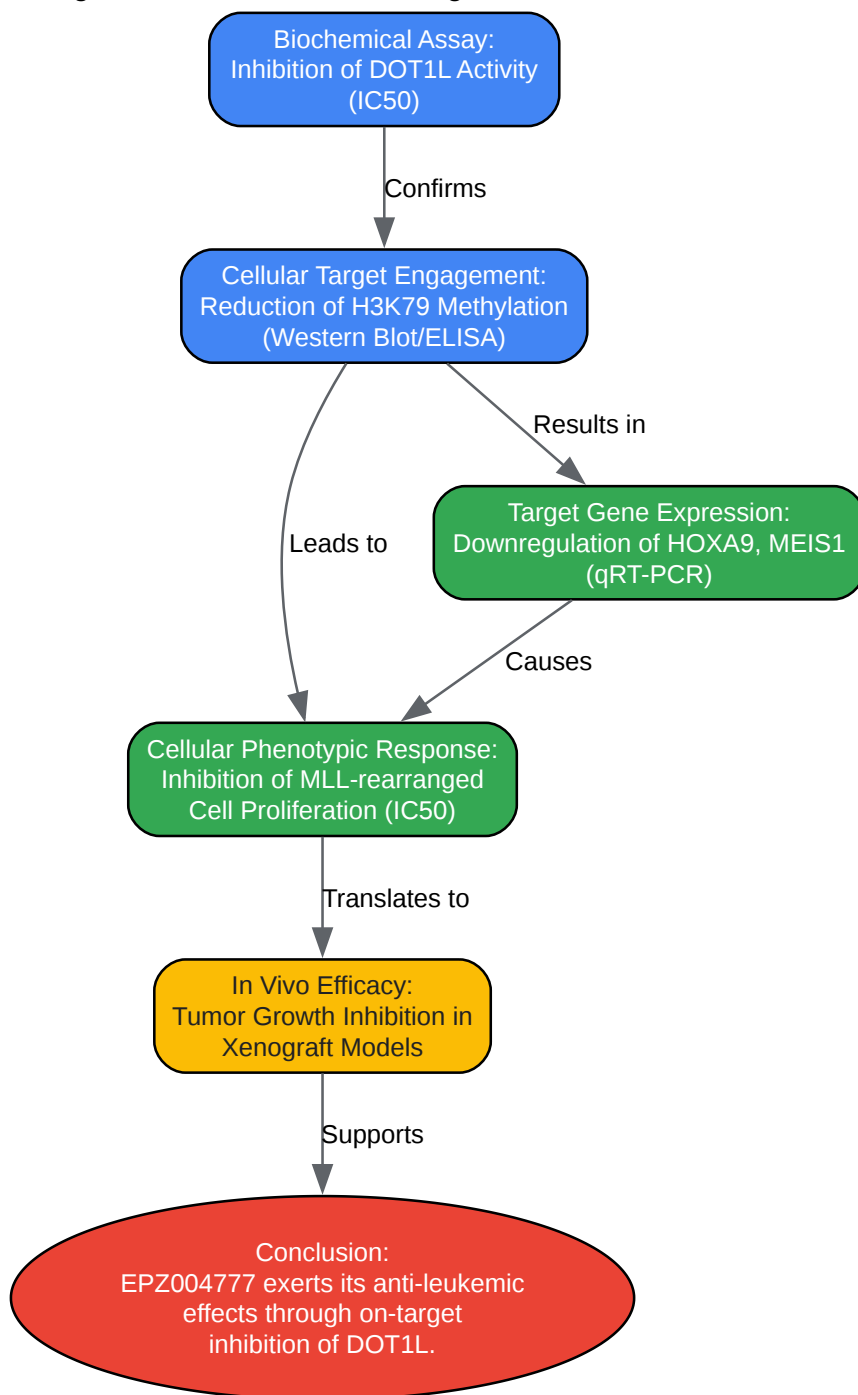 Biochemical Assay:
Inhibition of DOT1L Activity
(IC50)
Confirms
Cellular Target Engagement:
Reduction of H3K79 Methylation
(Western Blot/ELISA)
Results in
Target Gene Expression:
Downregulation of HOXA9, MEIS1
(qRT-PCR)
Leads to
Causes
Cellular Phenotypic Response:
Inhibition of MLL-rearranged
Cell Proliferation (IC50)
Translates to
In Vivo Efficacy:
Tumor Growth Inhibition in
Xenograft Models
Supports
Conclusion:
EPZ004777 exerts its anti-leukemic
effects through on-target
inhibition of DOT1L.